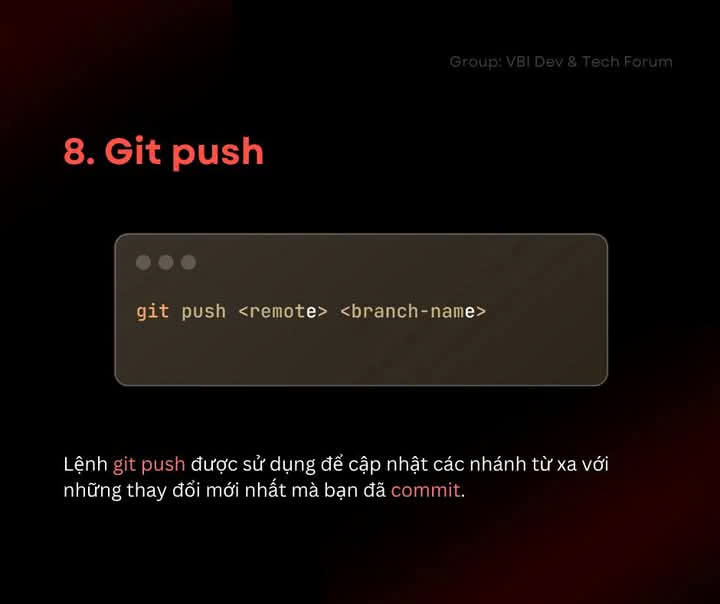 Group: VBI Dev & Tech Forum
8. Git push
git push <remote> <branch-name>
Lệnh git push được sử dụng để cập nhật các nhánh từ xa với
những thay đổi mới nhất mà bạn đã commit.